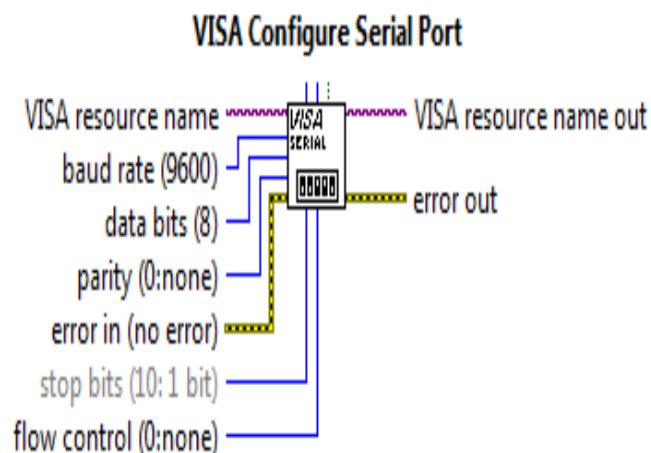 VISA Configure Serial Port
VISA resource name
VISA resource name out
VISA
SERIAL
baud rate (9600)
data bits (8)
error out
parity (0:none)
error in (no error)
stop bits (10: 1 bit)
flow control (0:none)